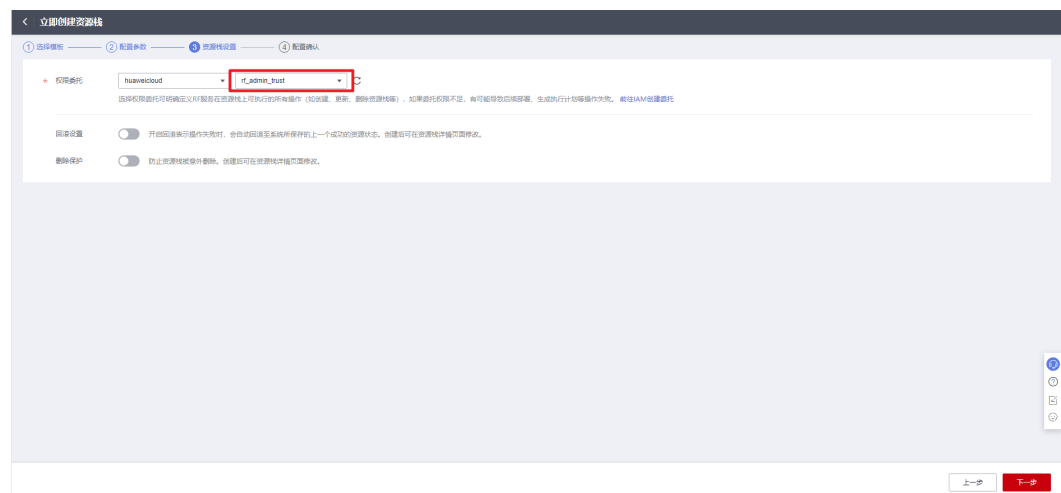 立即创建资源栈
1 选择模板 2 配置参数 3 资源栈设置 4 配置确认
* 权限委托 huaweicloud rf_admin_trust
选择权限委托可明确定义RF服务在资源栈上可执行的所有操作（如创建、更新、删除资源栈等），如果委托权限不足，有可能导致后续部署、生成执行计划等操作失败。 前往IAM创建委托
回滚设置 开启回滚表示操作失败时，会自动回滚至系统所保存的上一个成功的资源状态。创建后可在资源栈详情页面修改。
删除保护 防止资源栈被意外删除。创建后可在资源栈详情页面修改。
上一步 下一步